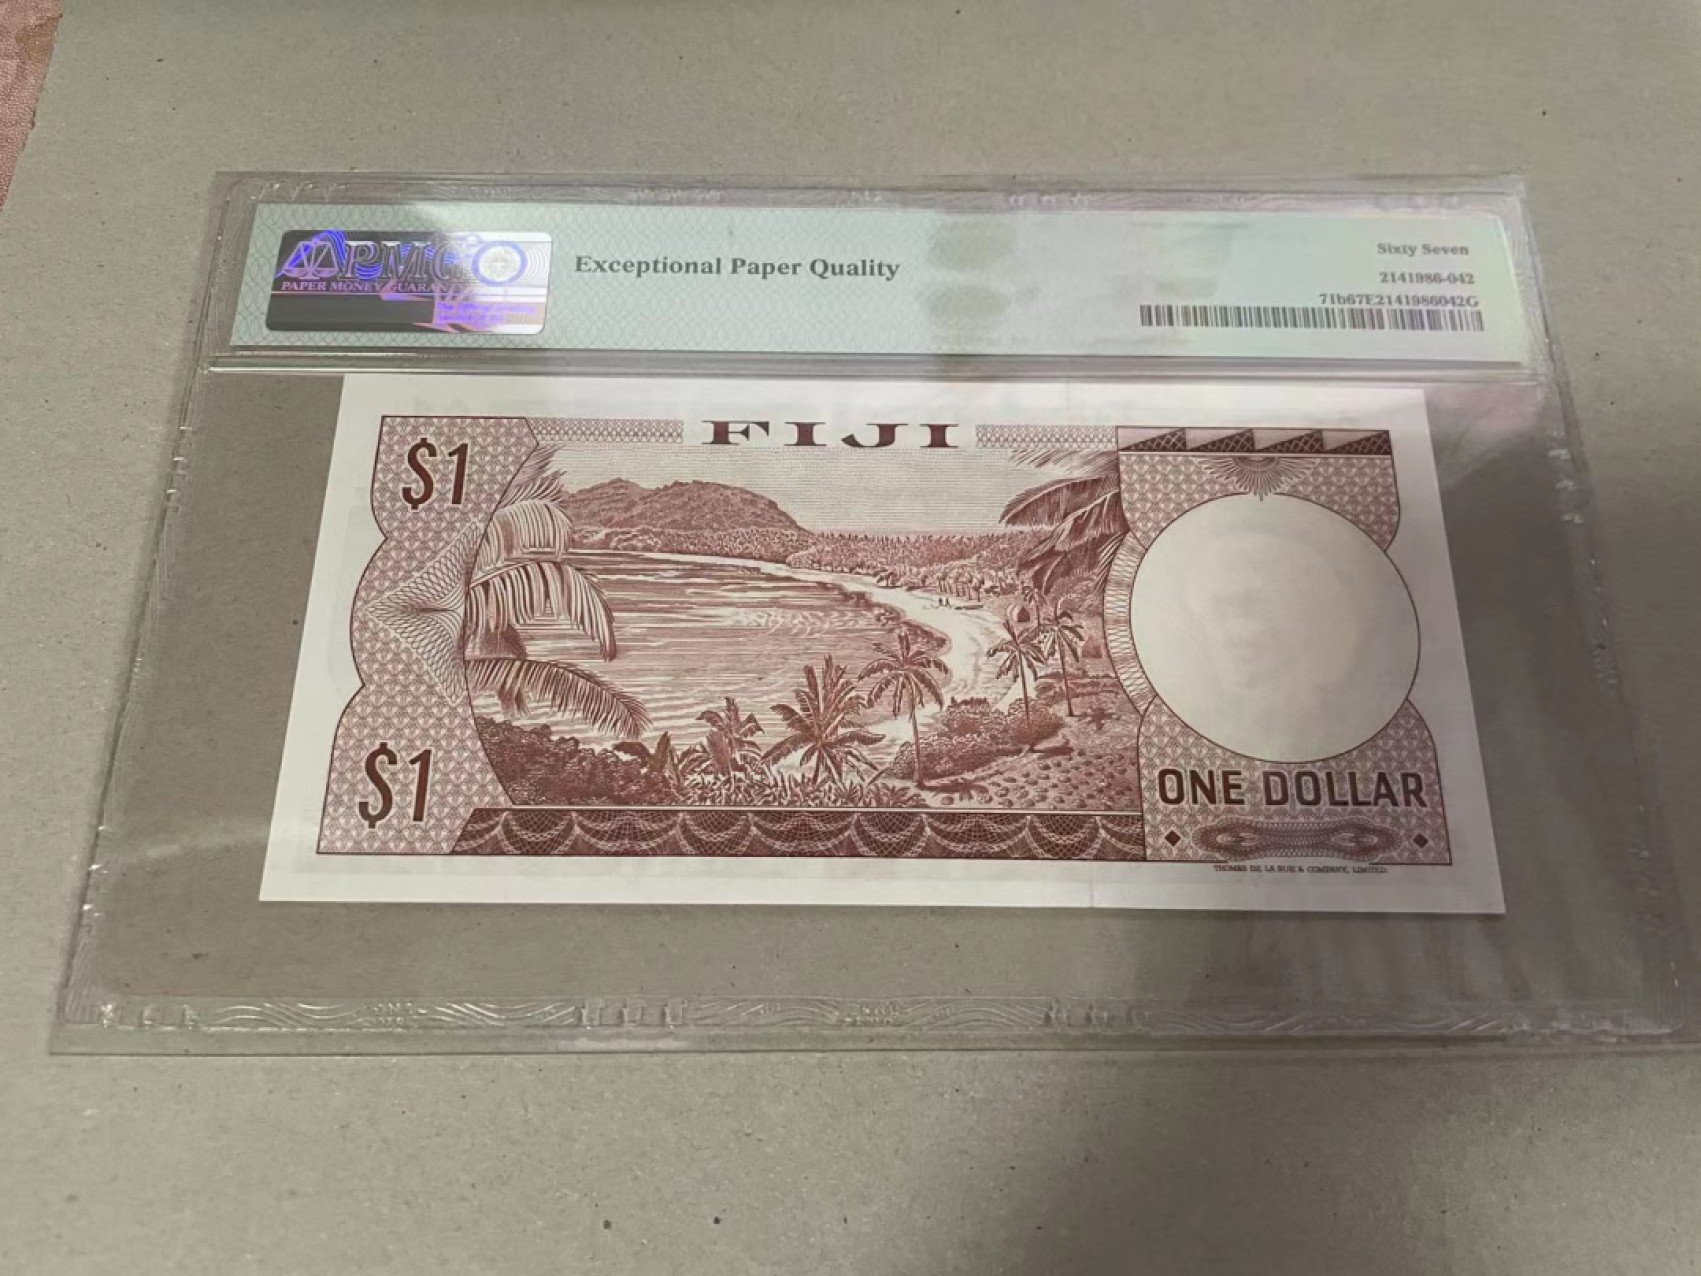 PMG
PAPER MONEY GUARANTY
Exceptional Paper Quality
Sixty Seven
2141986-042
71b67E2141986042G
FIJI
$1
$1
ONE DOLLAR
THOMAS DE LA RUE & COMPANY, LIMITED.